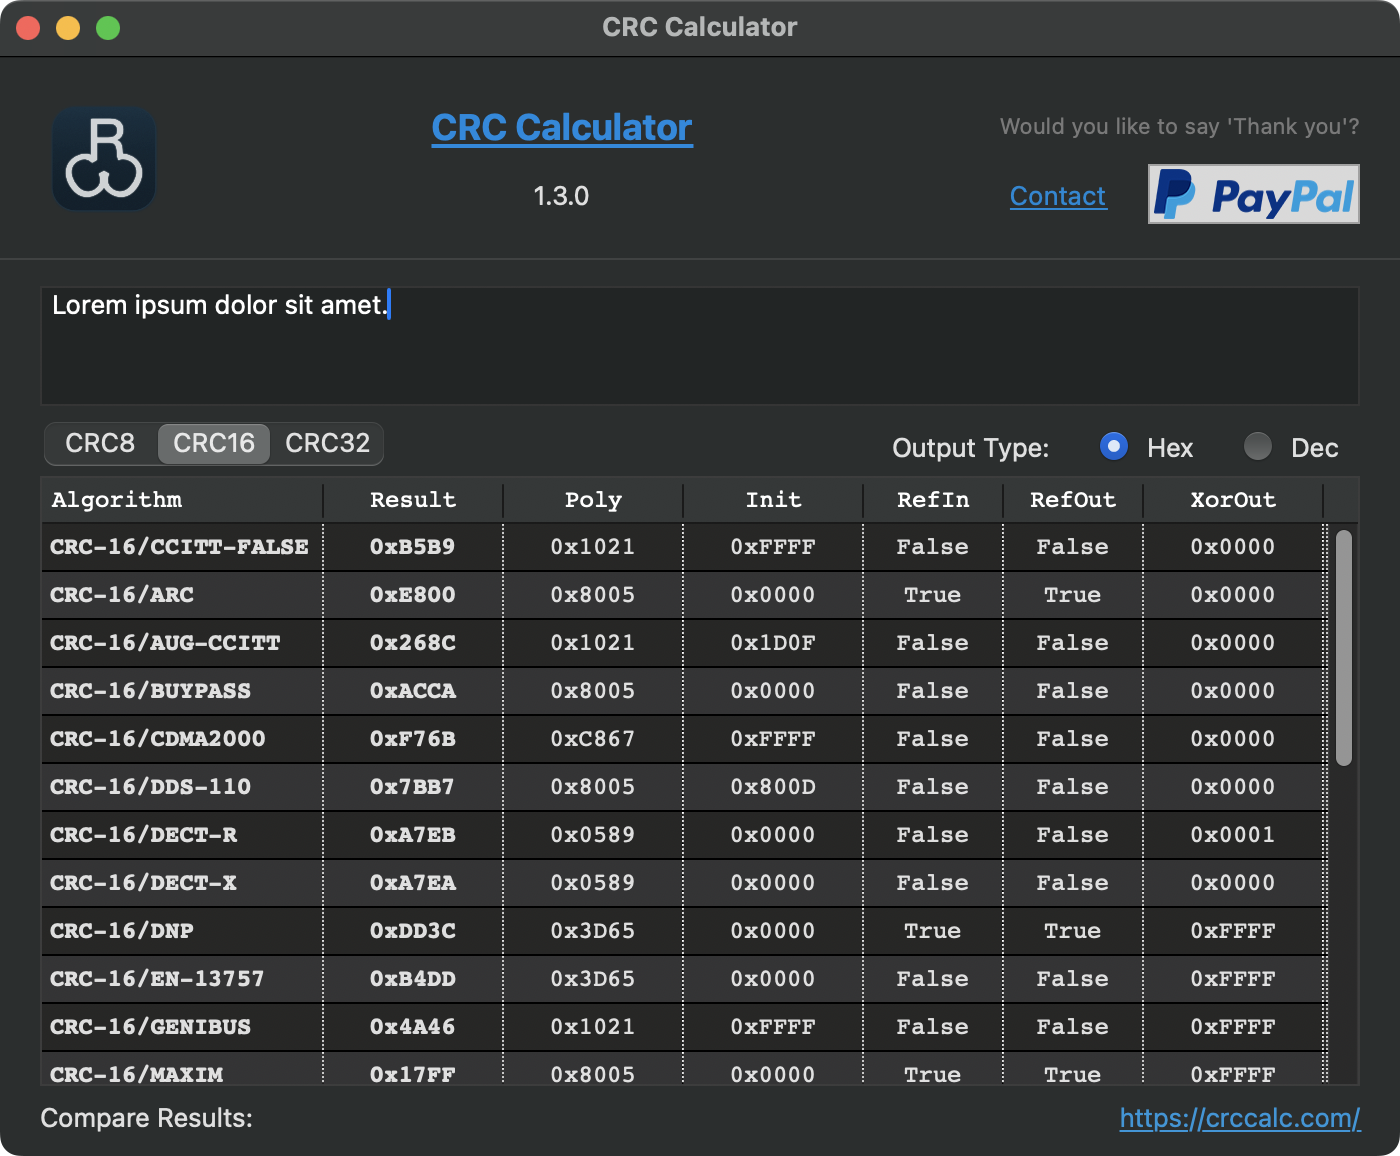 CRC Calculator
CRC Calculator
Would you like to say 'Thank you'?
1.3.0
Contact
PayPal
Lorem ipsum dolor sit amet.
CRC8 CRC16 CRC32
Output Type: Hex Dec
Algorithm Result Poly Init RefIn RefOut XorOut
CRC-16/CCITT-FALSE 0xB5B9 0x1021 0xFFFF False False 0x0000
CRC-16/ARC 0xE800 0x8005 0x0000 True True 0x0000
CRC-16/AUG-CCITT 0x268C 0x1021 0x1D0F False False 0x0000
CRC-16/BUYPASS 0xACCA 0x8005 0x0000 False False 0x0000
CRC-16/CDMA2000 0xF76B 0xC867 0xFFFF False False 0x0000
CRC-16/DDS-110 0x7BB7 0x8005 0x800D False False 0x0000
CRC-16/DECT-R 0xA7EB 0x0589 0x0000 False False 0x0001
CRC-16/DECT-X 0xA7EA 0x0589 0x0000 False False 0x0000
CRC-16/DNP 0xDD3C 0x3D65 0x0000 True True 0xFFFF
CRC-16/EN-13757 0xB4DD 0x3D65 0x0000 False False 0xFFFF
CRC-16/GENIBUS 0x4A46 0x1021 0xFFFF False False 0xFFFF
CRC-16/MAXIM 0x17FF 0x8005 0x0000 True True 0xFFFF
Compare Results: https://crccalc.com/